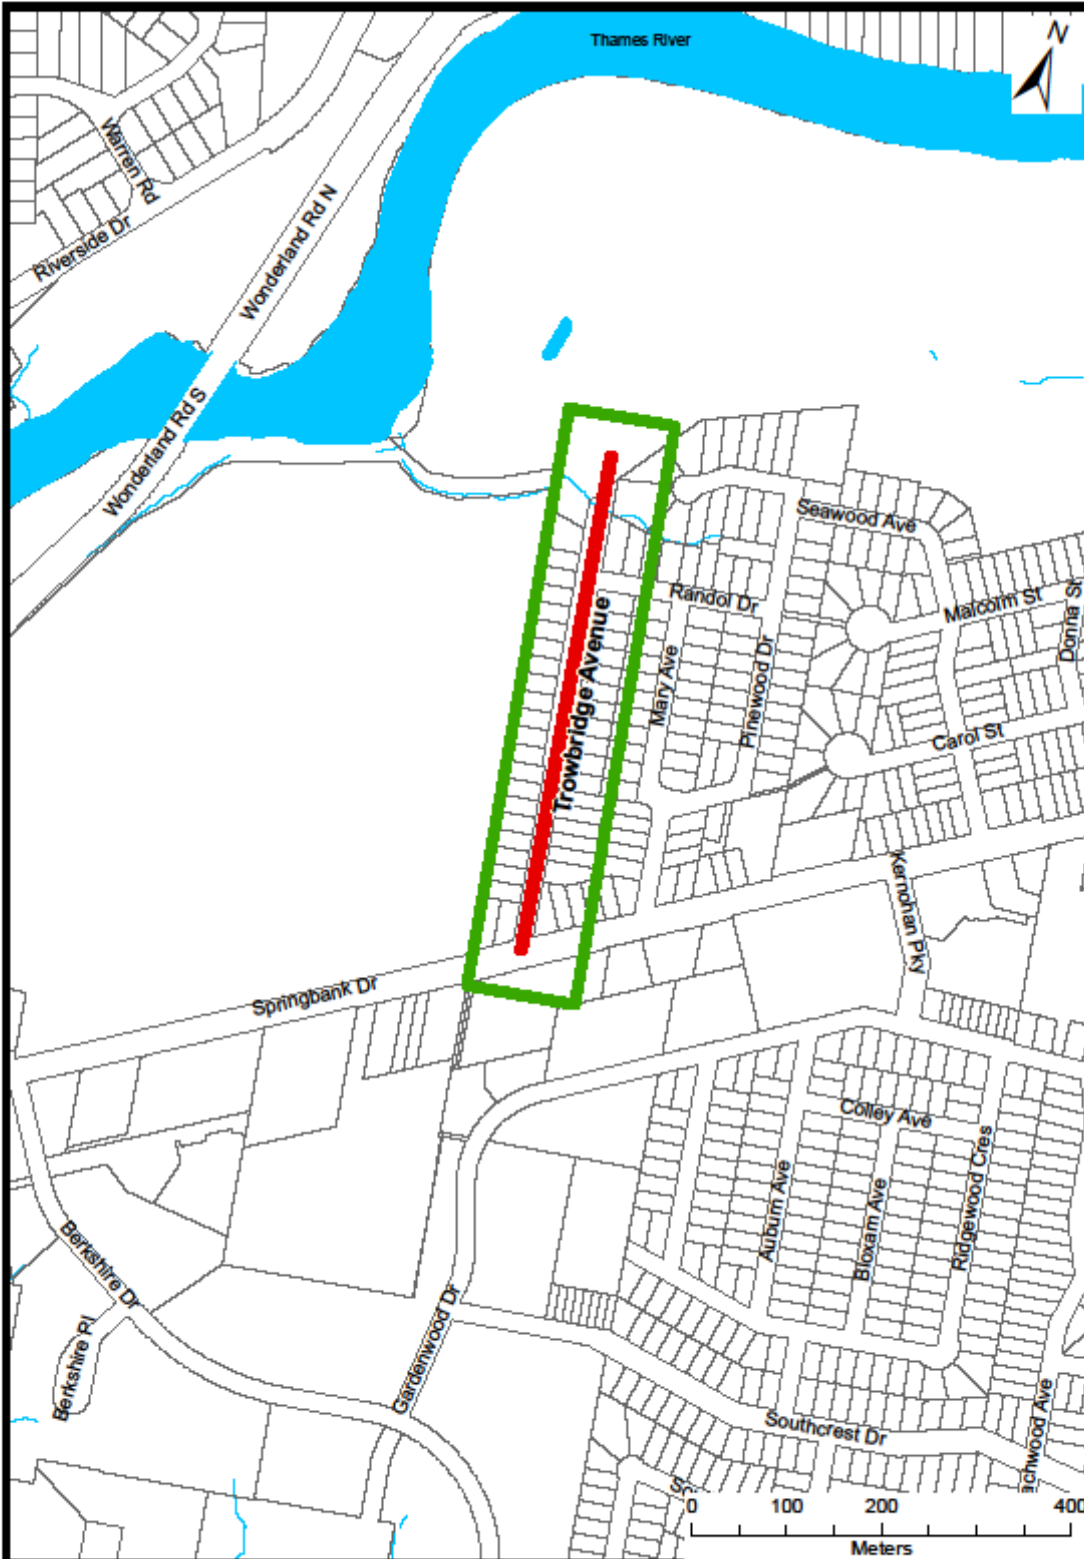 Thames River
N
Warren Rd
Riverside Dr
Wonderland Rd N
Wonderland Rd S
Seawood Ave
Randol Dr
Malcolm St
Donna St
Trowbridge Avenue
Mary Ave
Pinewood Dr
Carol St
Kernohan Pky
Springbank Dr
Colley Ave
Auburn Ave
Bloxam Ave
Ridgewood Cres
Berkshire Dr
Berkshire Pl
Gardenwood Dr
Southcrest Dr
chwood Ave
0 100 200 400
Meters